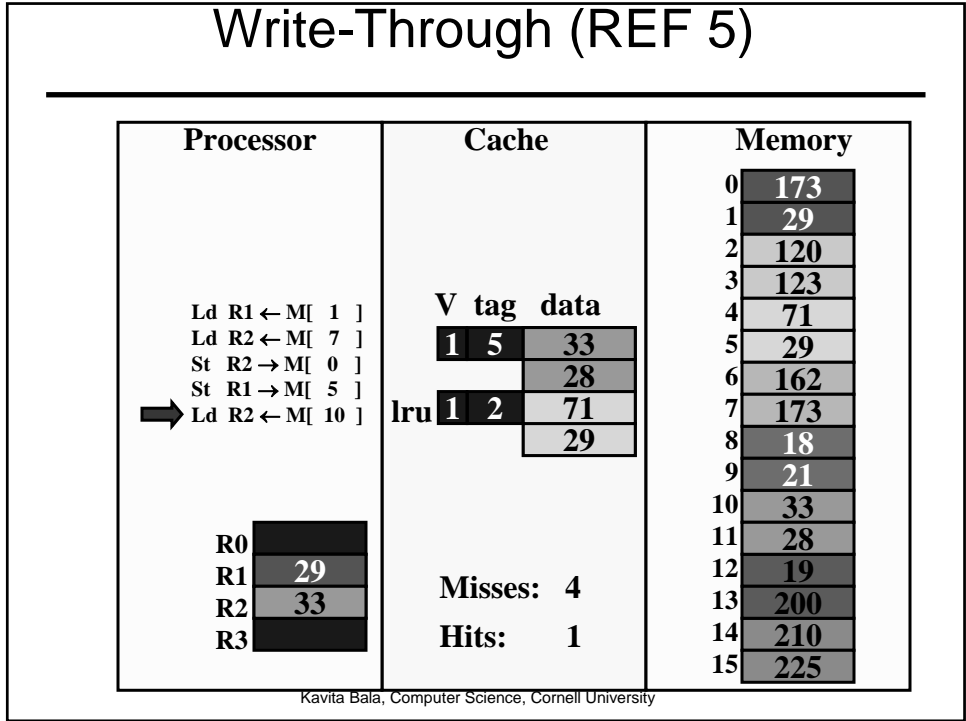 Write-Through (REF 5)
Processor
Ld R1 ← M[ 1 ]
Ld R2 ← M[ 7 ]
St R2 → M[ 0 ]
St R1 → M[ 5 ]
Ld R2 ← M[ 10 ]
R0
R1 29
R2 33
R3
Cache
V tag data
1 5 33
28
lru 1 2 71
29
Misses: 4
Hits: 1
Memory
0 173
1 29
2 120
3 123
4 71
5 29
6 162
7 173
8 18
9 21
10 33
11 28
12 19
13 200
14 210
15 225
Kavita Bala, Computer Science, Cornell University